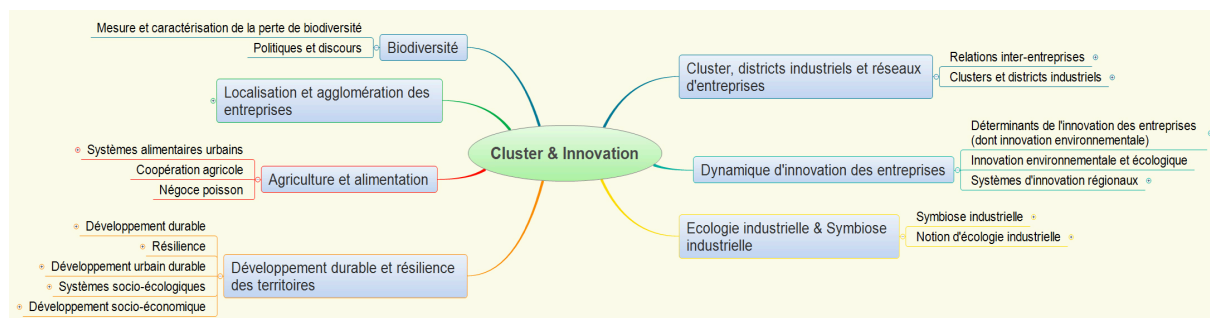 Cluster & Innovation
Mesure et caractérisation de la perte de biodiversité
Politiques et discours
Biodiversité
Localisation et agglomération des
entreprises
Systèmes alimentaires urbains
Coopération agricole
Négoce poisson
Agriculture et alimentation
Développement durable
Résilience
Développement urbain durable
Systèmes socio-écologiques
Développement socio-économique
Développement durable et résilience
des territoires
Cluster, districts industriels et réseaux
d'entreprises
Relations inter-entreprises
Clusters et districts industriels
Dynamique d'innovation des entreprises
Déterminants de l'innovation des entreprises
(dont innovation environnementale)
Innovation environnementale et écologique
Systèmes d'innovation régionaux
Ecologie industrielle & Symbiose
industrielle
Symbiose industrielle
Notion d'écologie industrielle